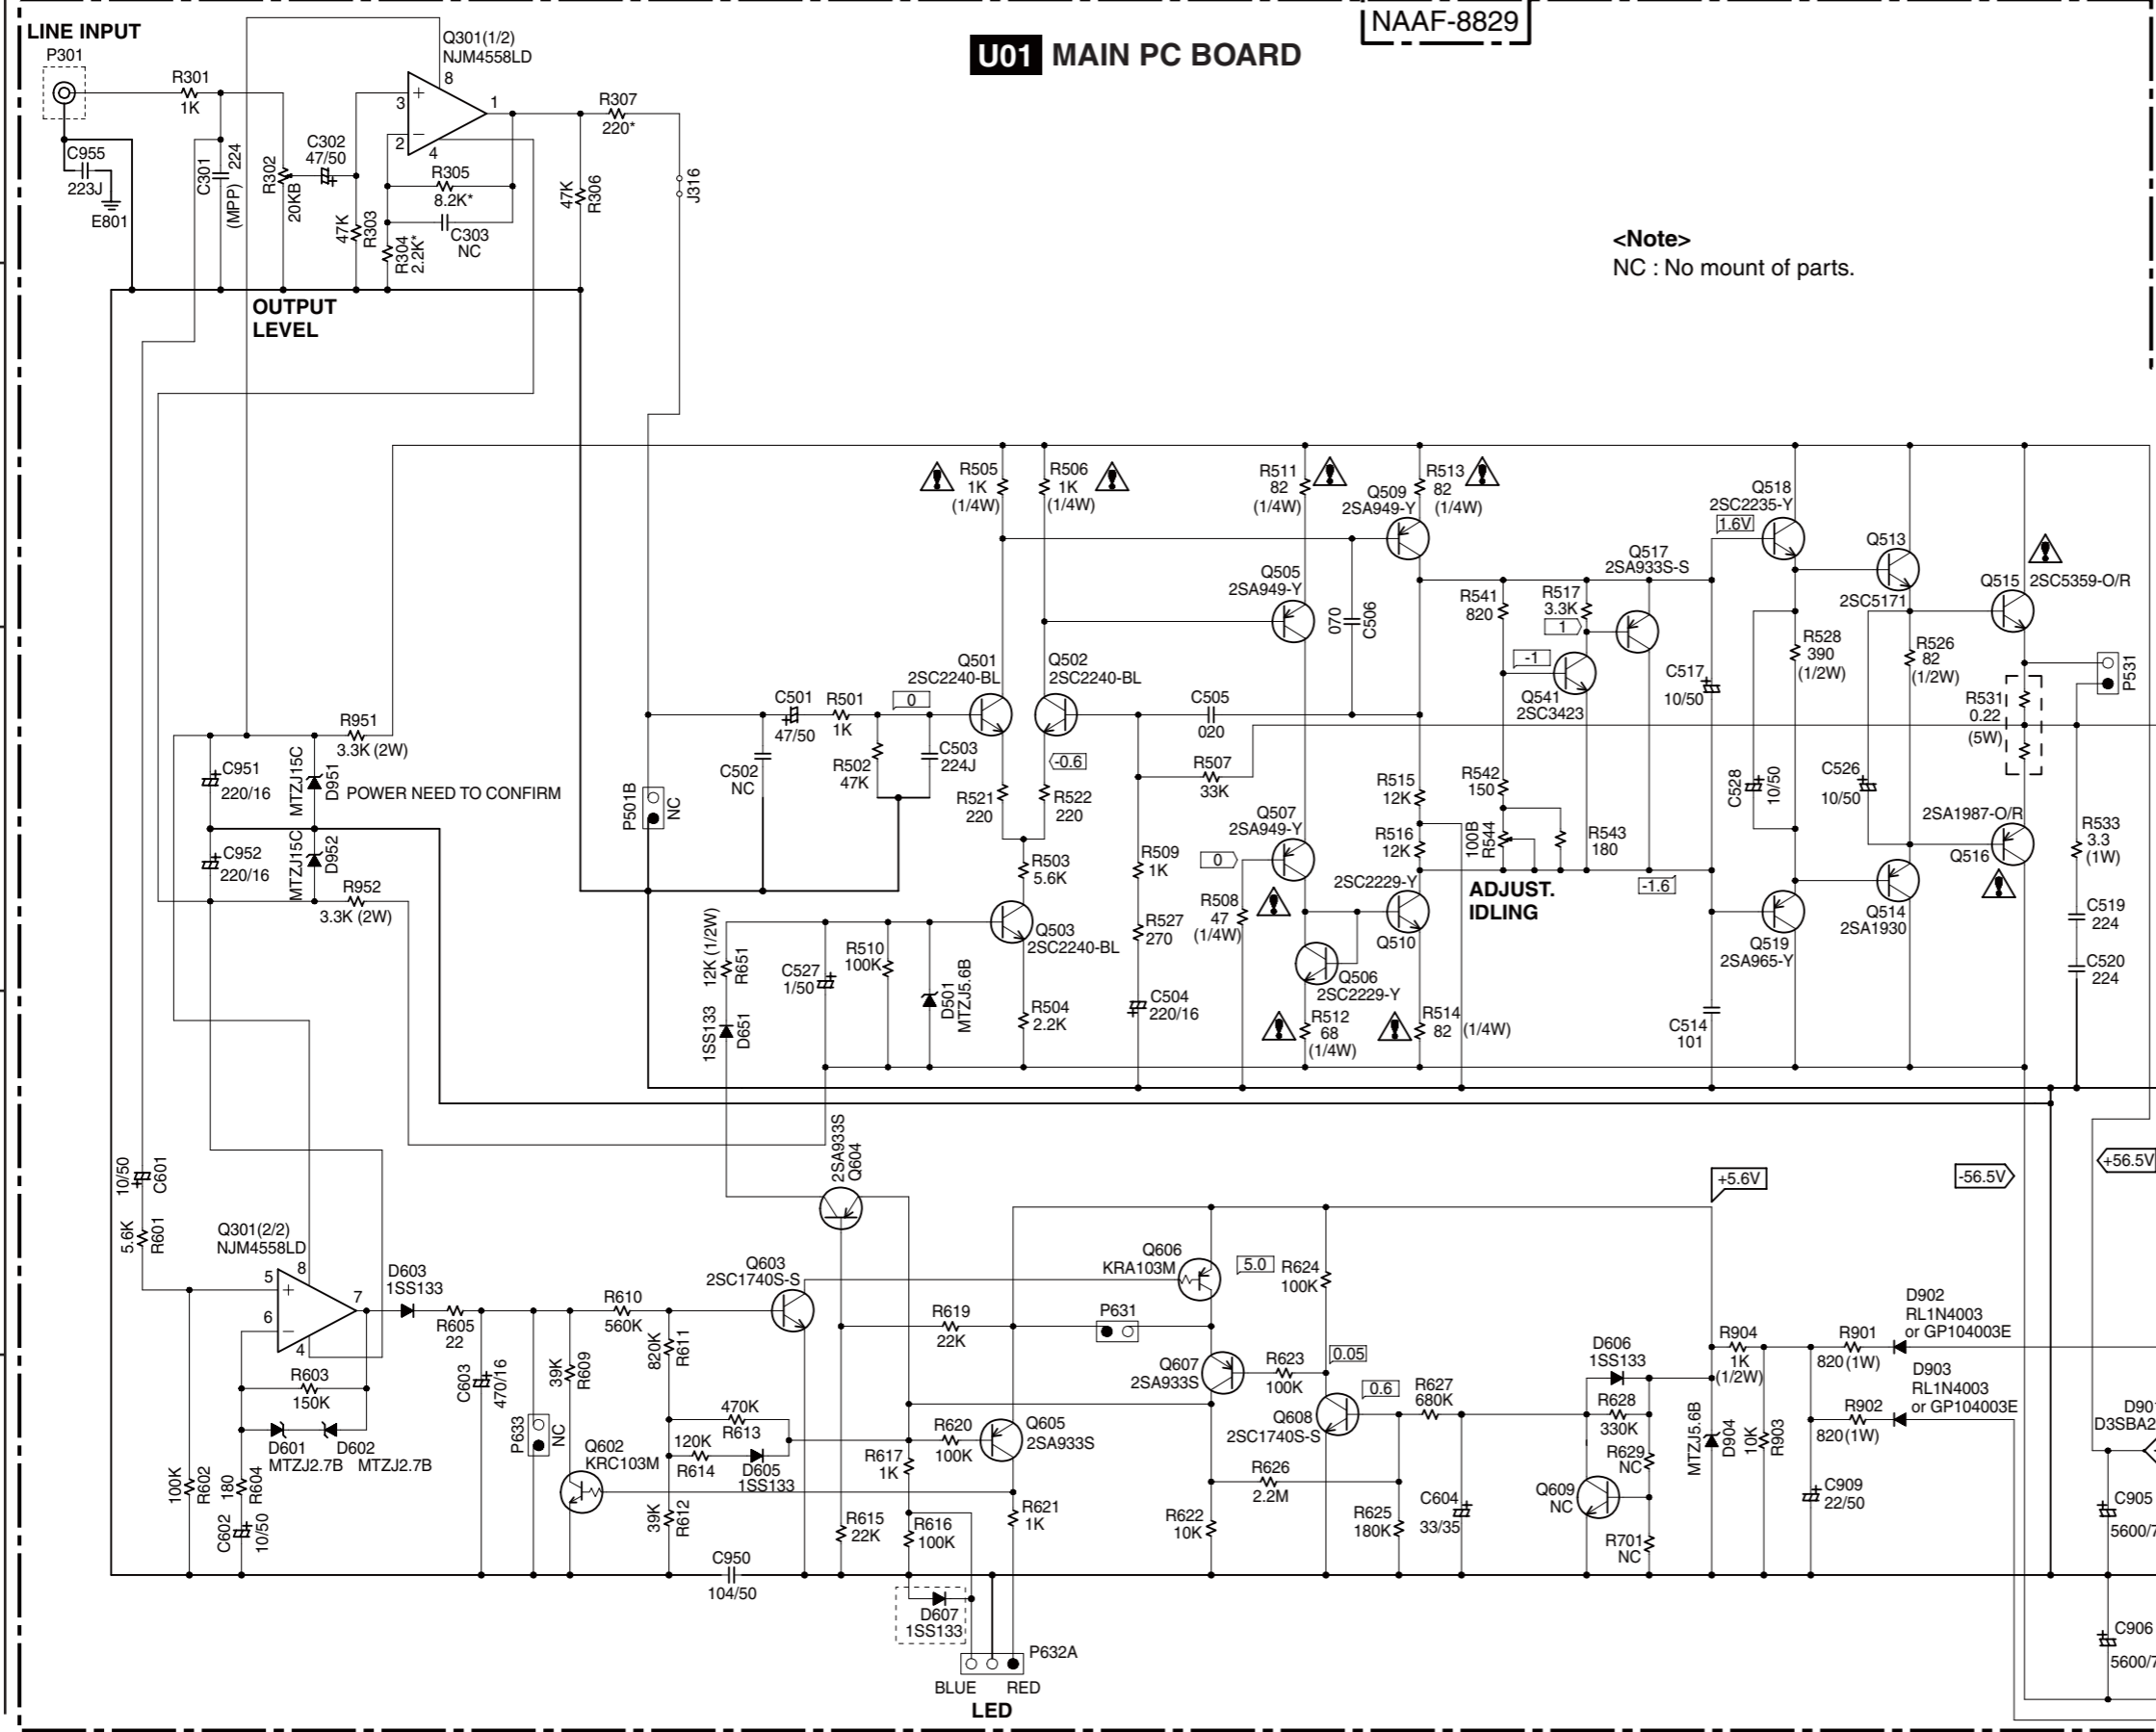 NAAF-8829
U01 MAIN PC BOARD
LINE INPUT
P301
R301
1K
C955
223J
E801
C301
224
(MPP)
R302
20KB
C302
47/50
47K
R303
Q301(1/2)
NJM4558LD
8
3
+
1
2
−
4
R305
8.2K*
C303
NC
R304
2.2K*
47K
R306
R307
220*
J316
OUTPUT
LEVEL
<Note>
NC : No mount of parts.
R505
1K
(1/4W)
R506
1K
(1/4W)
R511
82
(1/4W)
Q509
2SA949-Y
R513
82
(1/4W)
Q518
2SC2235-Y
1.6V
Q513
2SC5171
Q515
2SC5359-O/R
Q505
2SA949-Y
070
C506
Q517
2SA933S-S
R541
820
R517
3.3K
1
-1
Q541
2SC3423
C517
10/50
R528
390
(1/2W)
R526
82
(1/2W)
R531
0.22
(5W)
P531
Q501
2SC2240-BL
Q502
2SC2240-BL
C501
47/50
R501
1K
0
C502
NC
R502
47K
C503
224J
-0.6
C505
020
R507
33K
R521
220
R522
220
R951
3.3K (2W)
C951
220/16
MTZJ15C
D951
POWER NEED TO CONFIRM
C952
220/16
MTZJ15C
D952
R952
3.3K (2W)
P501B
NC
R503
5.6K
Q503
2SC2240-BL
R509
1K
R527
270
C504
220/16
Q507
2SA949-Y
0
R508
47
(1/4W)
R515
12K
R516
12K
R542
150
100B
R544
R543
180
ADJUST.
IDLING
-1.6
2SC2229-Y
Q510
Q506
2SC2229-Y
R512
68
(1/4W)
R514
82 (1/4W)
C528
10/50
C526
10/50
2SA1987-O/R
Q516
Q514
2SA1930
Q519
2SA965-Y
C514
101
R533
3.3
(1W)
C519
224
C520
224
12K (1/2W)
R651
1SS133
D651
C527
1/50
R510
100K
D501
MTZJ5.6B
R504
2.2K
2SA933S
Q604
+5.6V
-56.5V
+56.5V
10/50
C601
5.6K
R601
Q301(2/2)
NJM4558LD
8
5
+
7
6
−
4
R603
150K
D601
MTZJ2.7B
D602
MTZJ2.7B
100K
R602
180
R604
C602
10/50
D603
1SS133
R605
22
C603
470/16
P633
NC
39K
R609
Q602
KRC103M
R610
560K
820K
R611
470K
R613
120K
R614
D605
1SS133
39K
R612
C950
104/50
Q603
2SC1740S-S
R619
22K
R620
100K
Q605
2SA933S
R617
1K
R615
22K
R616
100K
R621
1K
D607
1SS133
P632A
BLUE
RED
LED
Q606
KRA103M
5.0
R624
100K
P631
Q607
2SA933S
R623
100K
0.05
0.6
Q608
2SC1740S-S
R627
680K
R626
2.2M
R622
10K
R625
180K
C604
33/35
D606
1SS133
R628
330K
R629
NC
Q609
NC
R701
NC
MTZJ5.6B
D904
R904
1K
(1/2W)
10K
R903
R901
820 (1W)
R902
820 (1W)
C909
22/50
D902
RL1N4003
or GP104003E
D903
RL1N4003
or GP104003E
D901
D3SBA2
C905
5600/7
C906
5600/7